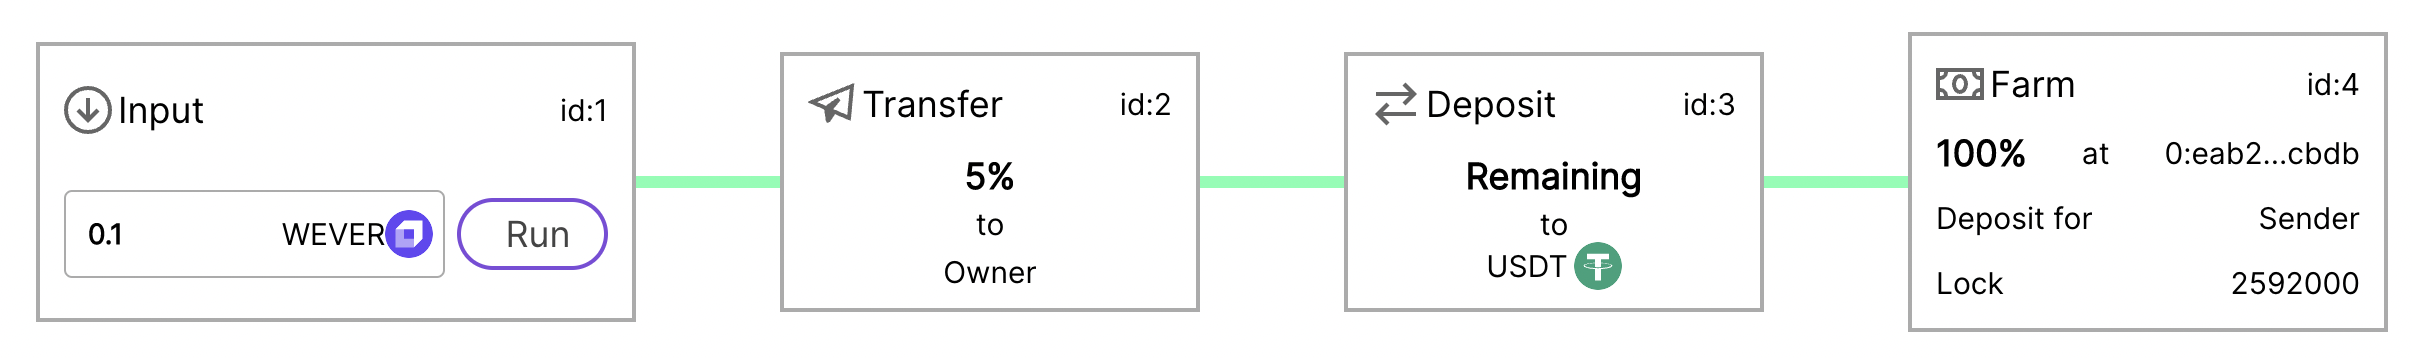 Input id:1
0.1 WEVER Run
Transfer id:2
5%
to
Owner
Deposit id:3
Remaining
to
USDT
Farm id:4
100% at 0:eab2...cbdb
Deposit for Sender
Lock 2592000